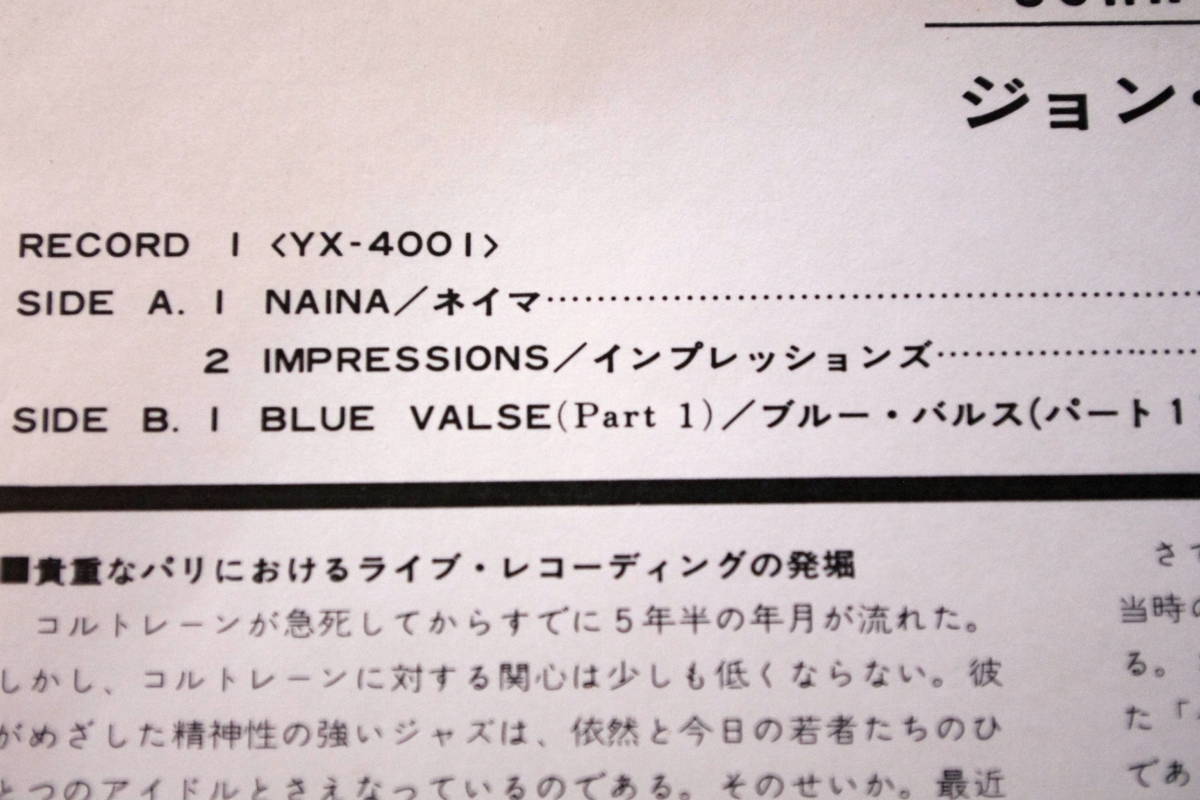 ジョン・
RECORD 1 <YX-4001>
SIDE A. 1 NAINA/ネイマ
2 IMPRESSIONS/インプレッションズ
SIDE B. 1 BLUE VALSE(Part 1)/ブルー・バルス(パート1
■貴重なパリにおけるライブ・レコーディングの発掘
コルトレーンが急死してからすでに5年半の年月が流れた。
しかし、コルトレーンに対する関心は少しも低くならない。彼
がめざした精神性の強いジャズは、依然と今日の若者たちのひ
とつのアイドルとさえなっているのである。そのせいか。最近
さて
当時の
る。
た「
であ